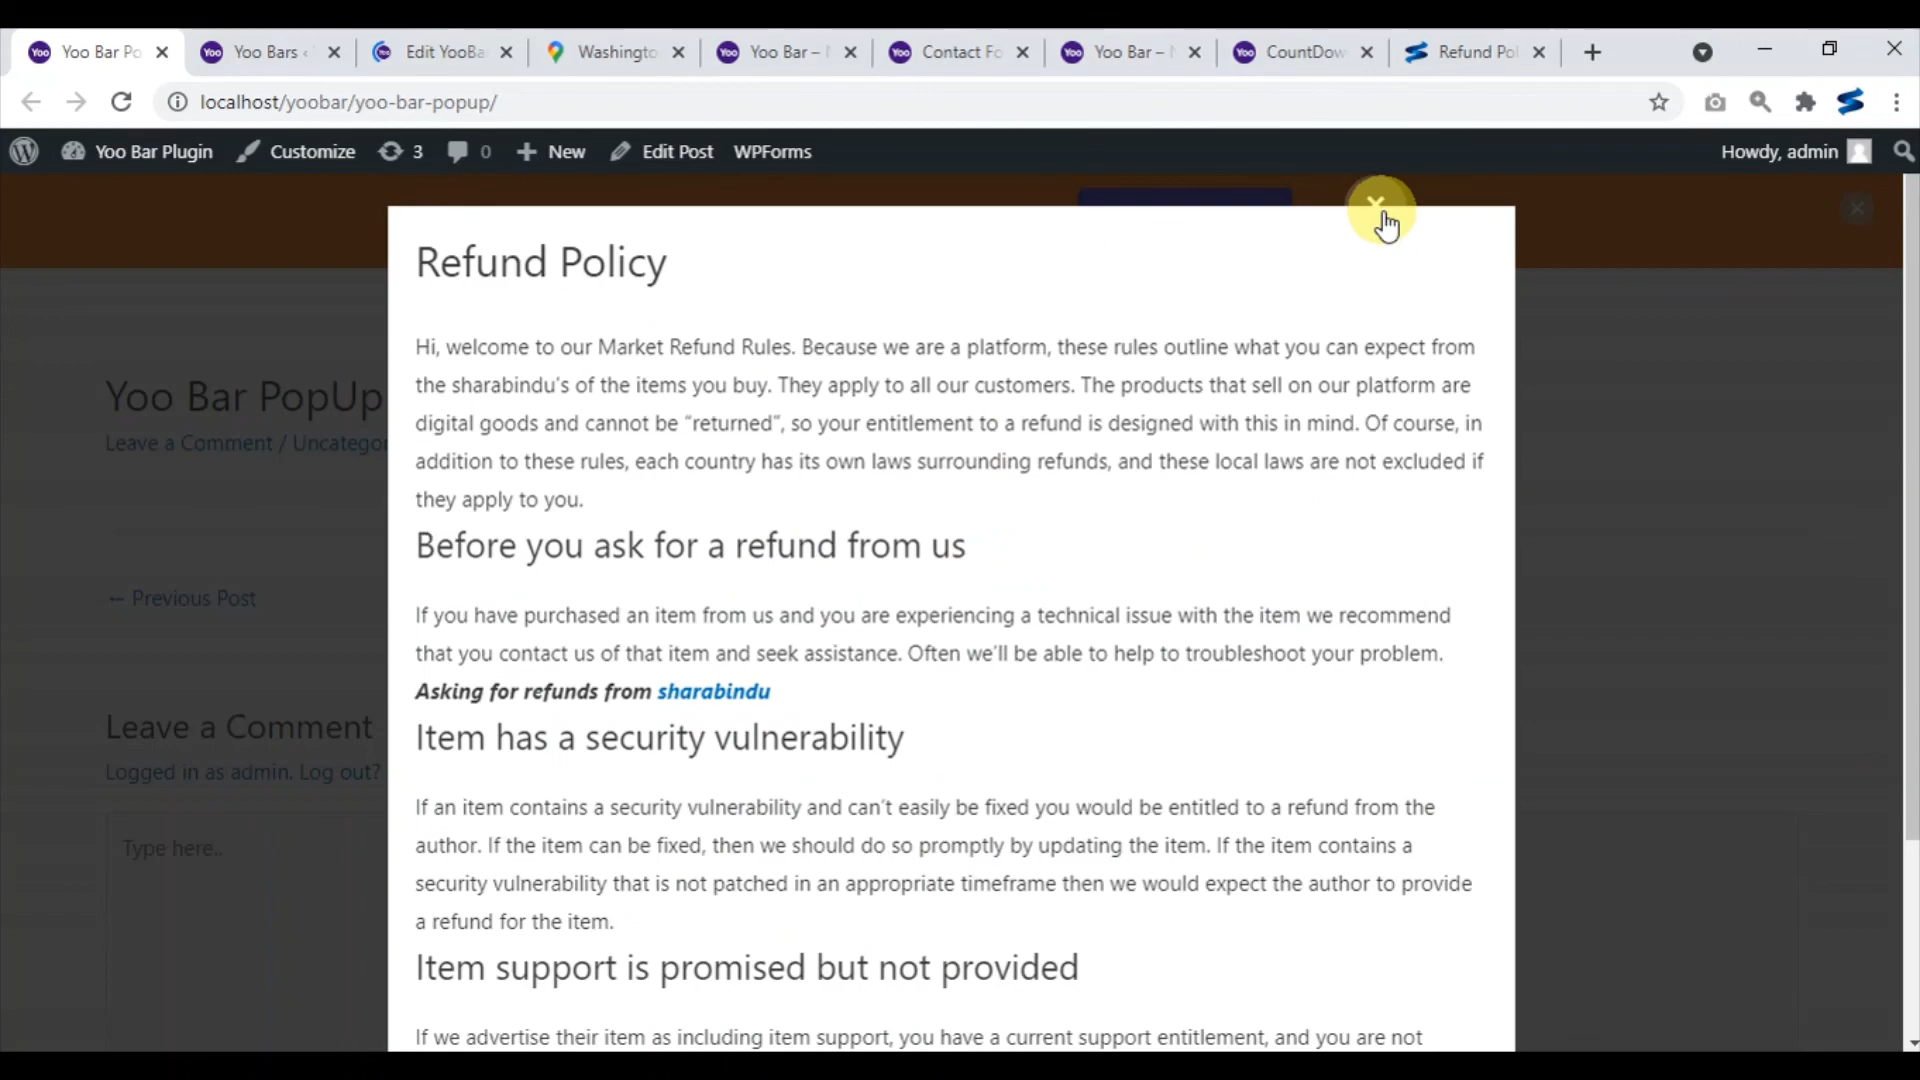 Yoo Bar Po
Yoo Bars ‹
Edit YooBa
Washingto
Yoo Bar –
Contact Fo
Yoo Bar –
CountDow
Refund Pol
localhost/yoobar/yoo-bar-popup/
Yoo Bar Plugin
Customize
3
0
New
Edit Post
WPForms
Howdy, admin
Refund Policy
Hi, welcome to our Market Refund Rules. Because we are a platform, these rules outline what you can expect from
the sharabindu's of the items you buy. They apply to all our customers. The products that sell on our platform are
digital goods and cannot be “returned”, so your entitlement to a refund is designed with this in mind. Of course, in
addition to these rules, each country has its own laws surrounding refunds, and these local laws are not excluded if
they apply to you.
Yoo Bar PopUp
Leave a Comment / Uncategor
Before you ask for a refund from us
← Previous Post
If you have purchased an item from us and you are experiencing a technical issue with the item we recommend
that you contact us of that item and seek assistance. Often we'll be able to help to troubleshoot your problem.
Asking for refunds from sharabindu
Item has a security vulnerability
Leave a Comment
Logged in as admin. Log out?
If an item contains a security vulnerability and can't easily be fixed you would be entitled to a refund from the
author. If the item can be fixed, then we should do so promptly by updating the item. If the item contains a
security vulnerability that is not patched in an appropriate timeframe then we would expect the author to provide
a refund for the item.
Type here..
Item support is promised but not provided
If we advertise their item as including item support, you have a current support entitlement, and you are not